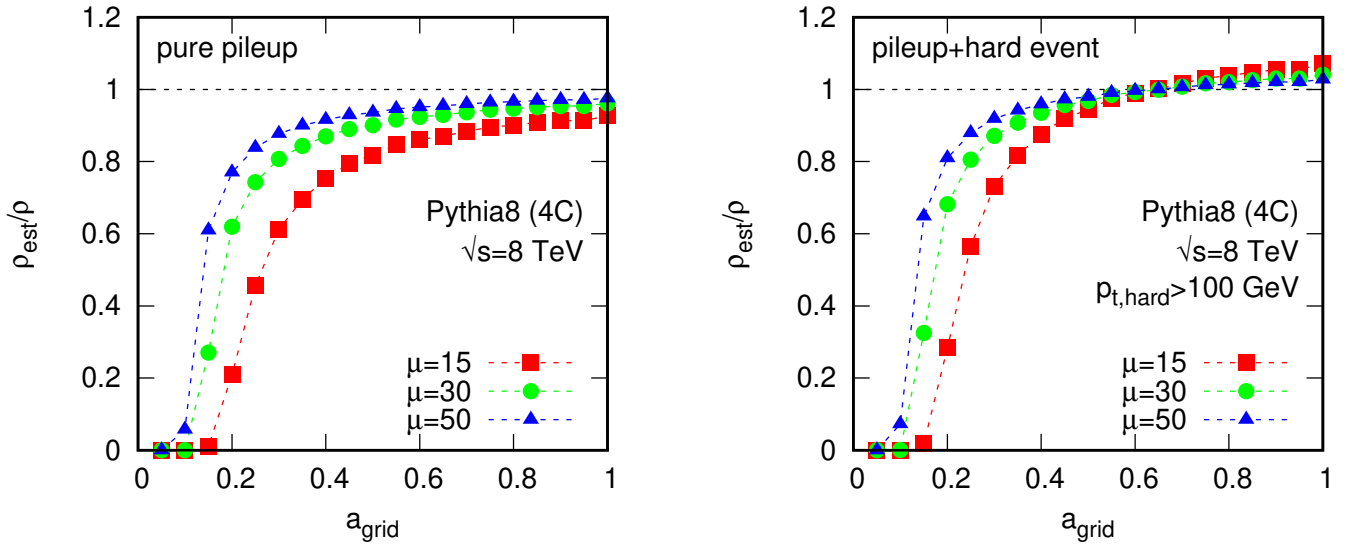 pure pileup
1.2
1
0.8
0.6
0.4
0.2
0
ρest/ρ
Pythia8 (4C)
√s=8 TeV
μ=15
μ=30
μ=50
0 0.2 0.4 0.6 0.8 1
agrid
pileup+hard event
1.2
1
0.8
0.6
0.4
0.2
0
ρest/ρ
Pythia8 (4C)
√s=8 TeV
pt,hard>100 GeV
μ=15
μ=30
μ=50
0 0.2 0.4 0.6 0.8 1
agrid